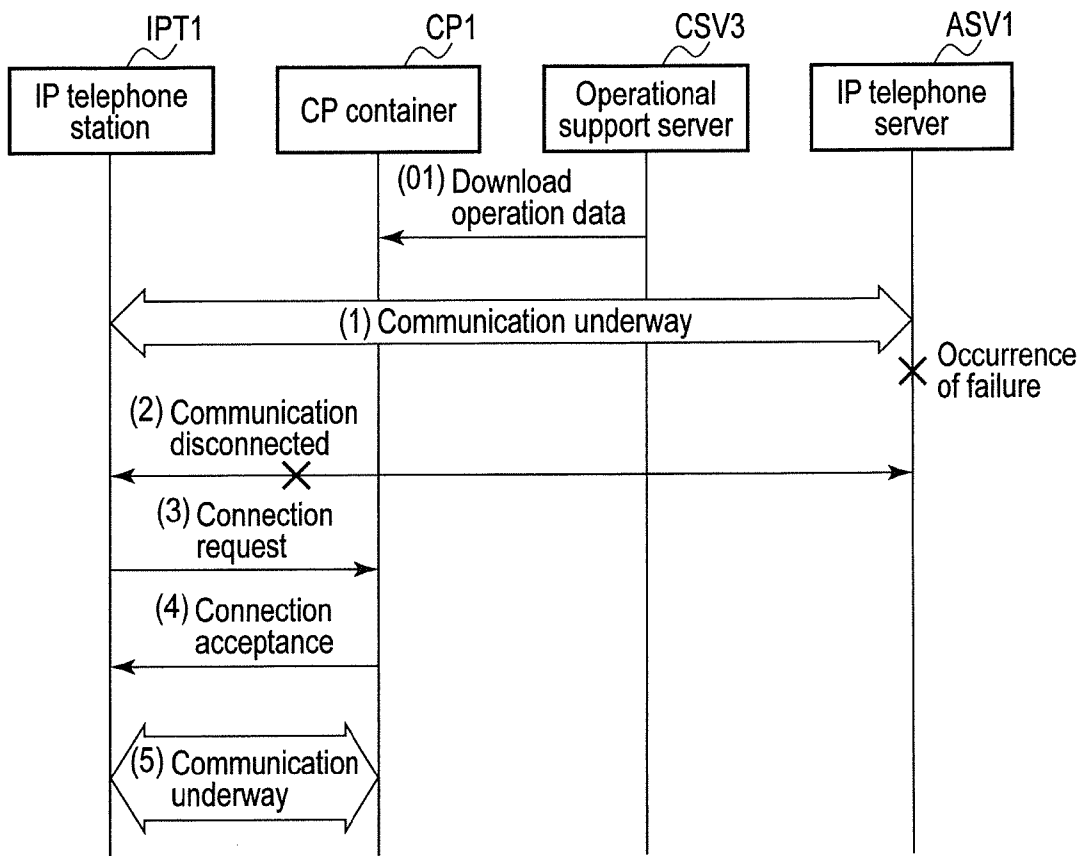 IPT1
CP1
CSV3
ASV1
IP telephone
station
CP container
Operational
support server
IP telephone
server
(01) Download
operation data
(1) Communication underway
Occurrence
of failure
(2) Communication
disconnected
(3) Connection
request
(4) Connection
acceptance
(5) Communication
underway